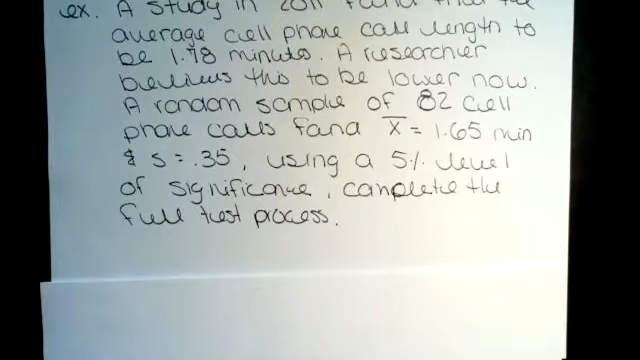 ex. A study in 2011 found that the
average cell phone call length to
be 1.78 minutes. A researcher
believes this to be lower now.
A random sample of 82 cell
phone calls fand x̄ = 1.65 min
& s = .35, using a 5% level
of significance, complete the
full test process.